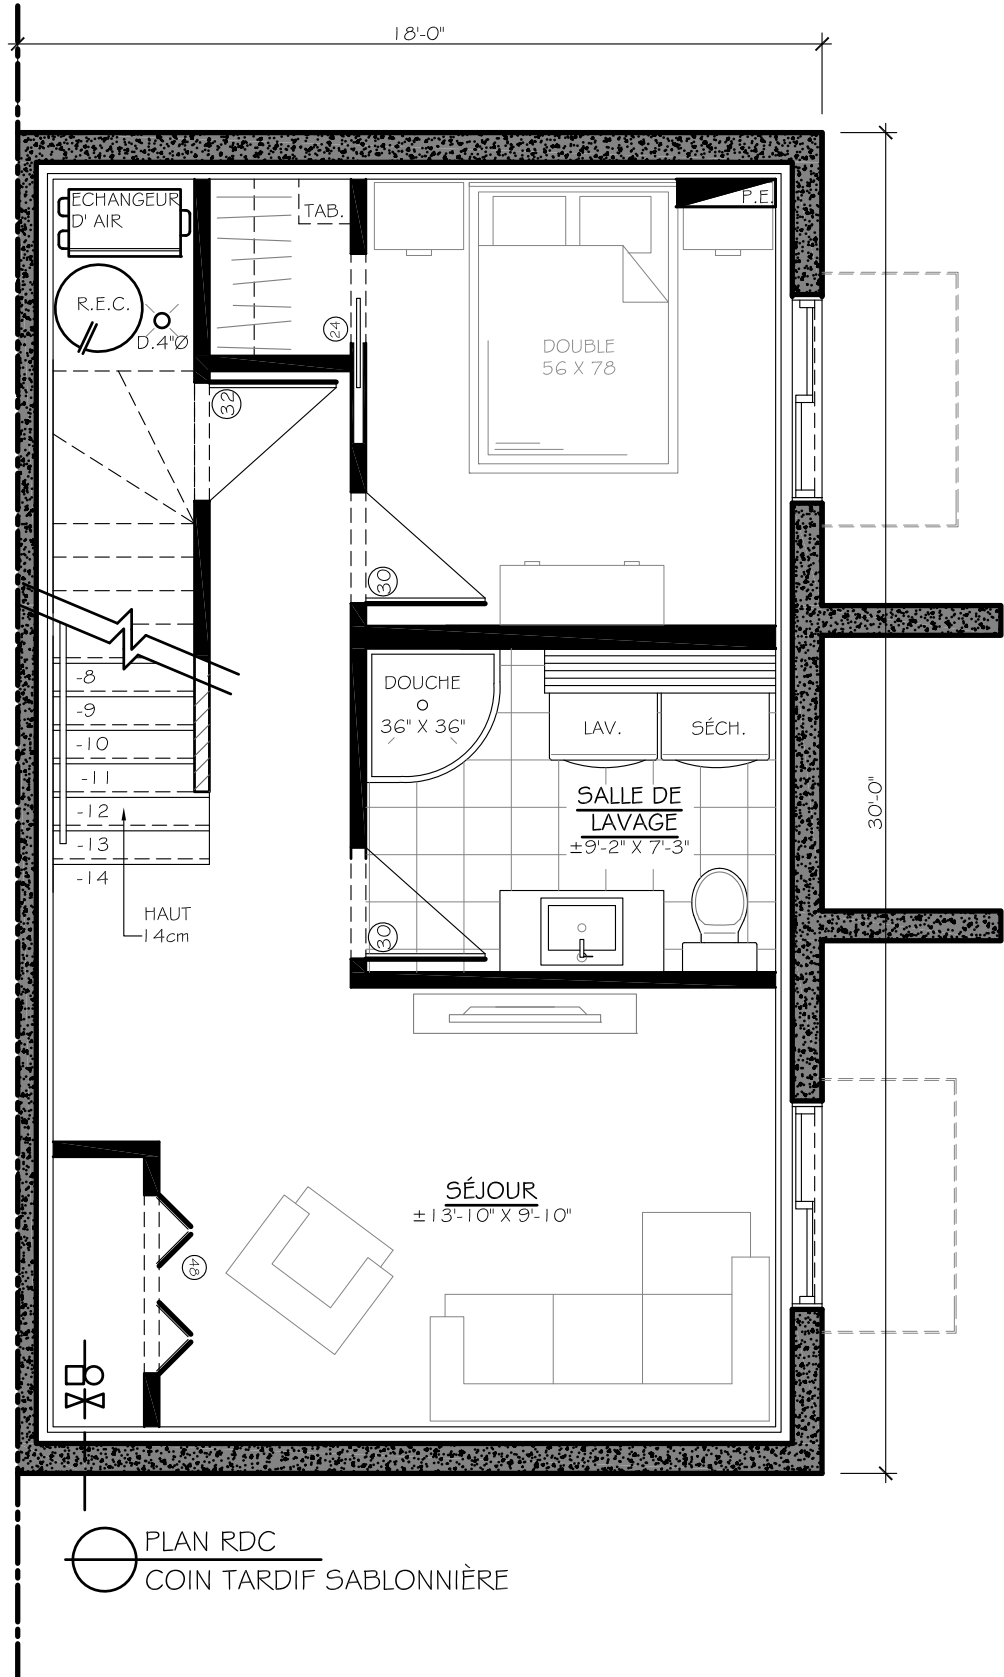 18'-0"
ECHANGEUR
D' AIR
TAB.
P.E.
R.E.C.
D.4"Ø
24
32
DOUBLE
56 X 78
30
DOUCHE
36" X 36"
LAV.
SÉCH.
-8
-9
-10
-11
-12
-13
-14
SALLE DE
LAVAGE
±9'-2" X 7'-3"
30'-0"
HAUT
14cm
30
SÉJOUR
±13'-10" X 9'-10"
48
PLAN RDC
COIN TARDIF SABLONNIÈRE